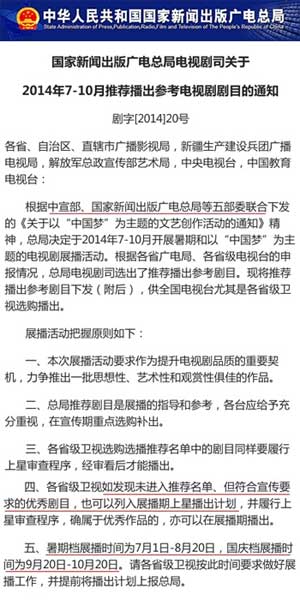 中华人民共和国国家新闻出版广电总局
State Administration of Press,Publication,Radio,Film and Television of The People's Republic of China
国家新闻出版广电总局电视剧司关于
2014年7-10月推荐播出参考电视剧剧目的通知
剧字[2014]20号
各省、自治区、直辖市广播影视局，新疆生产建设兵团广播
电视局，解放军总政宣传部艺术局，中央电视台，中国教育
电视台：
根据中宣部、国家新闻出版广电总局等五部委联合下发
的《关于以“中国梦”为主题的文艺创作活动的通知》精
神，总局决定于2014年7-10月开展暑期和以“中国梦”为主
题的电视剧展播活动。根据各省广电局、各省级电视台的申
报情况，总局电视剧司选出了推荐播出参考剧目。现将推荐
播出参考剧目下发（附后），供全国电视台尤其是各省级卫
视选购播出。
展播活动把握原则如下：
一、本次展播活动要求作为提升电视剧品质的重要契
机，力争推出一批思想性、艺术性和观赏性俱佳的作品。
二、总局推荐剧目是展播的指导和参考，各台应给予充
分重视，在宣传期重点选购补出。
三、各省级卫视选购选播推荐名单中的剧目同样要履行
上星审查程序，经审看后才能播出。
四、各省级卫视如发现未进入推荐名单、但符合宣传要
求的优秀剧目，也可以列入展播期上星播出计划，并履行上
星审查程序，确属于优秀作品的，亦可以在展播期播出。
五、暑期档展播时间为7月1日-8月20日，国庆档展播时
间为9月20日-10月20日。请各省级卫视按此时间要求做好展
播工作，并提前将播出计划上报总局。